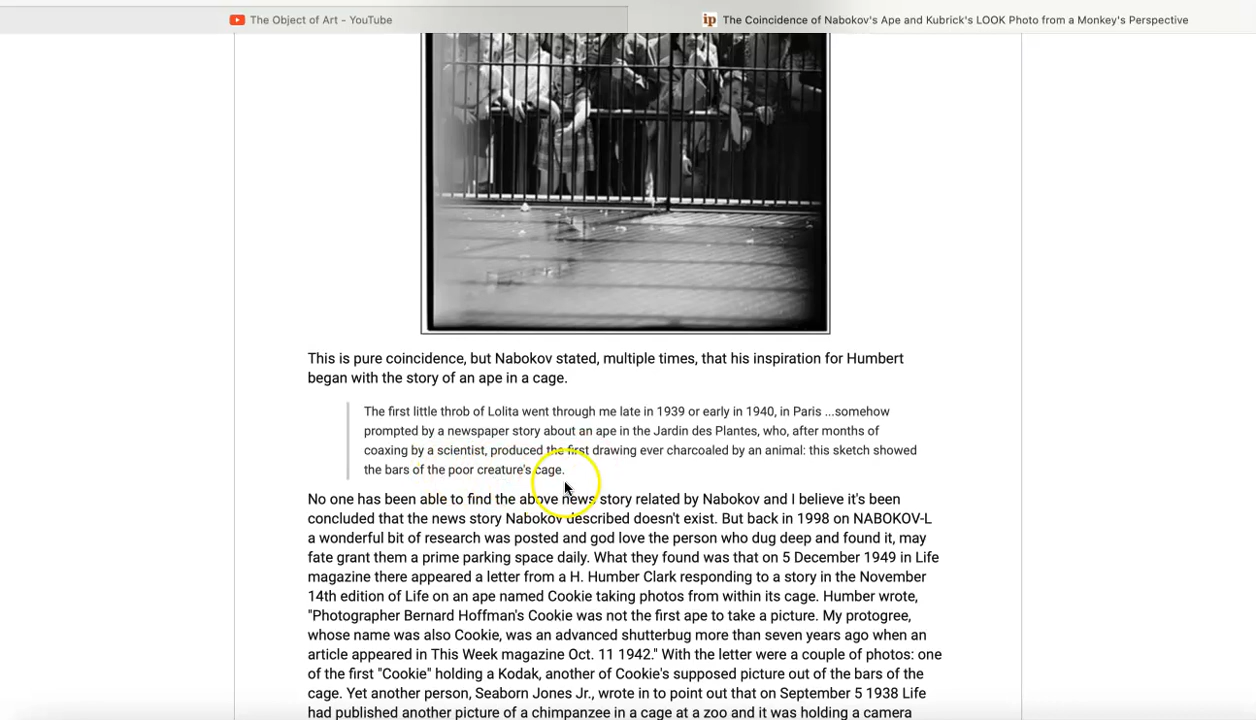 The Object of Art - YouTube
ip The Coincidence of Nabokov's Ape and Kubrick's LOOK Photo from a Monkey's Perspective
This is pure coincidence, but Nabokov stated, multiple times, that his inspiration for Humbert
began with the story of an ape in a cage.
The first little throb of Lolita went through me late in 1939 or early in 1940, in Paris ...somehow
prompted by a newspaper story about an ape in the Jardin des Plantes, who, after months of
coaxing by a scientist, produced the first drawing ever charcoaled by an animal: this sketch showed
the bars of the poor creature's cage.
No one has been able to find the above news story related by Nabokov and I believe it's been
concluded that the news story Nabokov described doesn't exist. But back in 1998 on NABOKV-L
a wonderful bit of research was posted and god love the person who dug deep and found it, may
fate grant them a prime parking space daily. What they found was that on 5 December 1949 in Life
magazine there appeared a letter from a H. Humber Clark responding to a story in the November
14th edition of Life on an ape named Cookie taking photos from within its cage. Humber wrote,
"Photographer Bernard Hoffman's Cookie was not the first ape to take a picture. My protogree,
whose name was also Cookie, was an advanced shutterbug more than seven years ago when an
article appeared in This Week magazine Oct. 11 1942." With the letter were a couple of photos: one
of the first "Cookie" holding a Kodak, another of Cookie's supposed picture out of the bars of the
cage. Yet another person, Seaborn Jones Jr., wrote in to point out that on September 5 1938 Life
had published another picture of a chimpanzee in a cage at a zoo and it was holding a camera